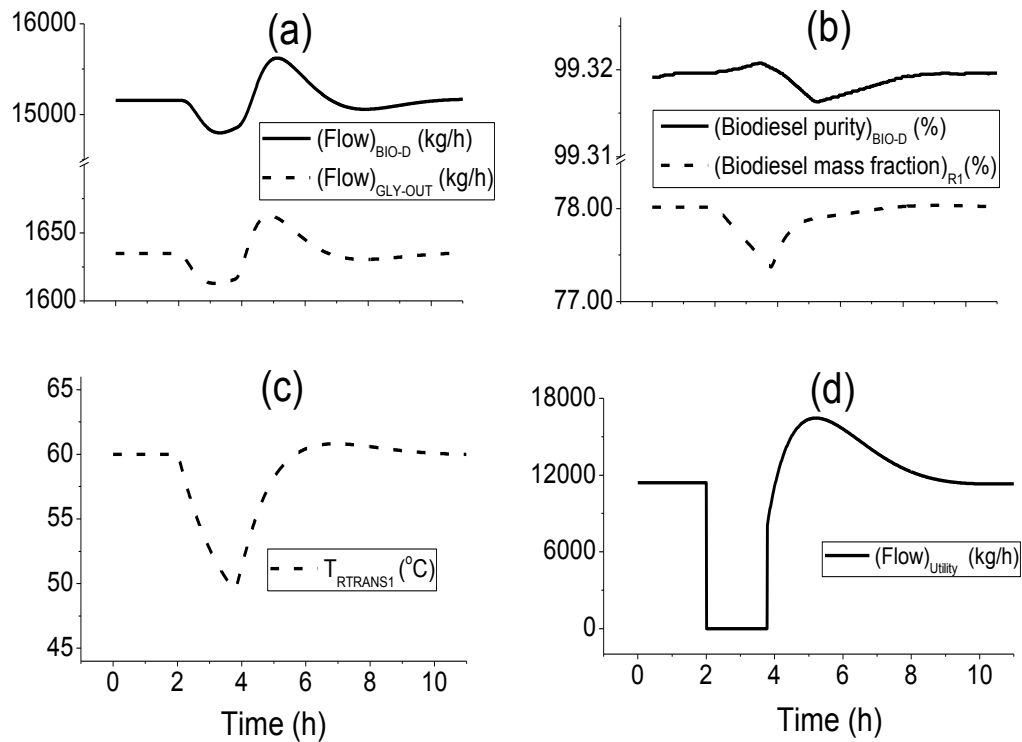 (a)
16000
15000
1650
1600
(Flow)BIO-D (kg/h)
(Flow)GLY-OUT (kg/h)
(b)
99.32
99.31
78.00
77.00
(Biodiesel purity)BIO-D (%)
(Biodiesel mass fraction)R1(%)
(c)
65
60
55
50
45
TRTRANS1 (oC)
0 2 4 6 8 10
Time (h)
(d)
18000
12000
6000
0
(Flow)Utility (kg/h)
0 2 4 6 8 10
Time (h)